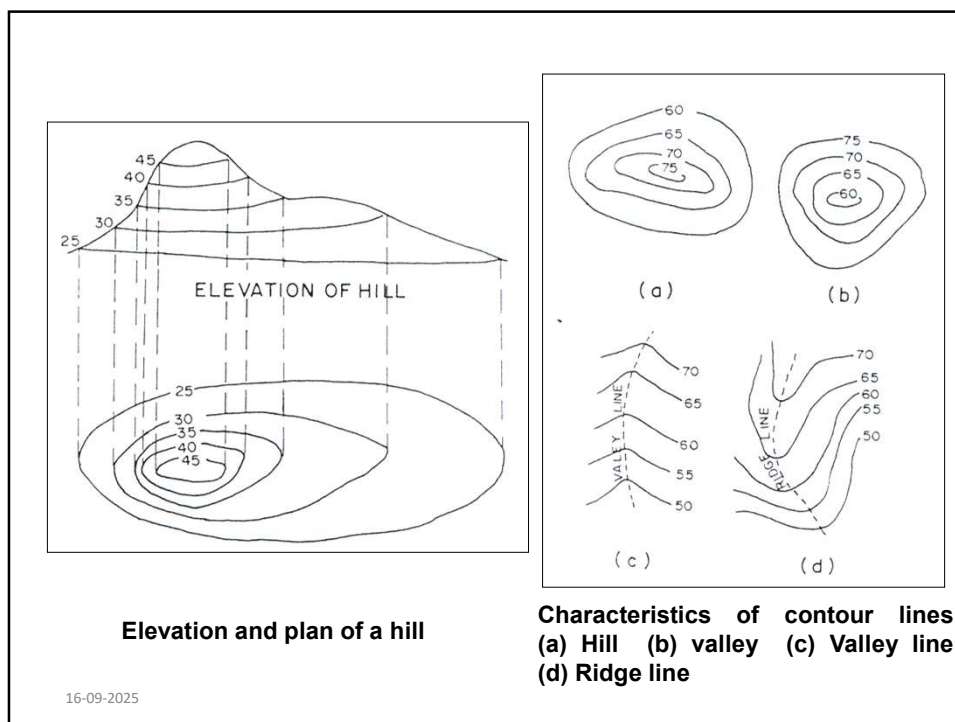 45
40
35
30
25
ELEVATION OF HILL
25
30
35
40
45
60
65
70
75
(a)
75
70
65
60
(b)
70
65
60
55
50
VALLEY LINE
(c)
70
65
60
55
50
RIDGE LINE
(d)
Elevation and plan of a hill
Characteristics of contour lines
(a) Hill (b) valley (c) Valley line
(d) Ridge line
16-09-2025